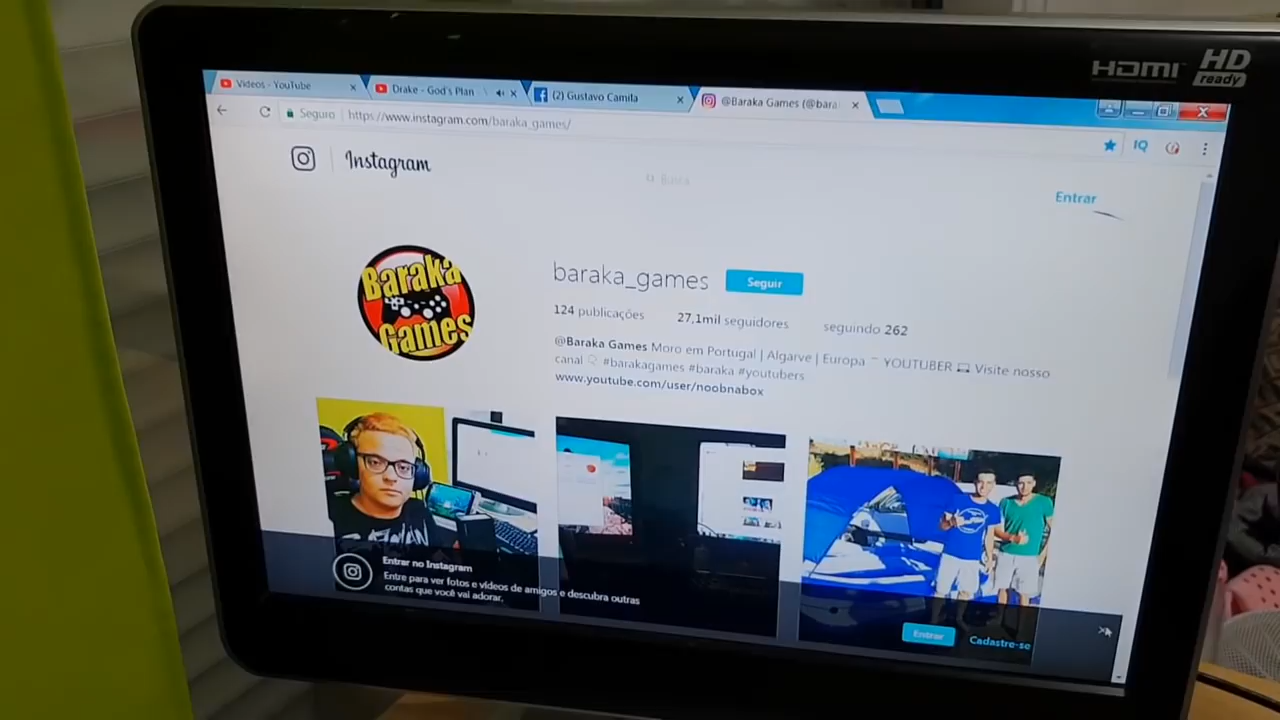 HDMI
HD
ready
Videos - YouTube
Drake - God's Plan
(2) Gustavo Camila
@Baraka Games (@bara
Seguro
https://www.instagram.com/baraka_games/
IQ
Instagram
Busca
Entrar
Baraka
Games
baraka_games
Seguir
124 publicações
27,1mil seguidores
seguindo 262
@Baraka Games Moro em Portugal | Algarve | Europa ~ YOUTUBER Visite nosso
canal #barakagames #baraka #youtubers
www.youtube.com/user/noobnabox
Entrar no Instagram
Entre para ver fotos e vídeos de amigos e descubra outras
contas que você vai adorar.
Entrar
Cadastre-se